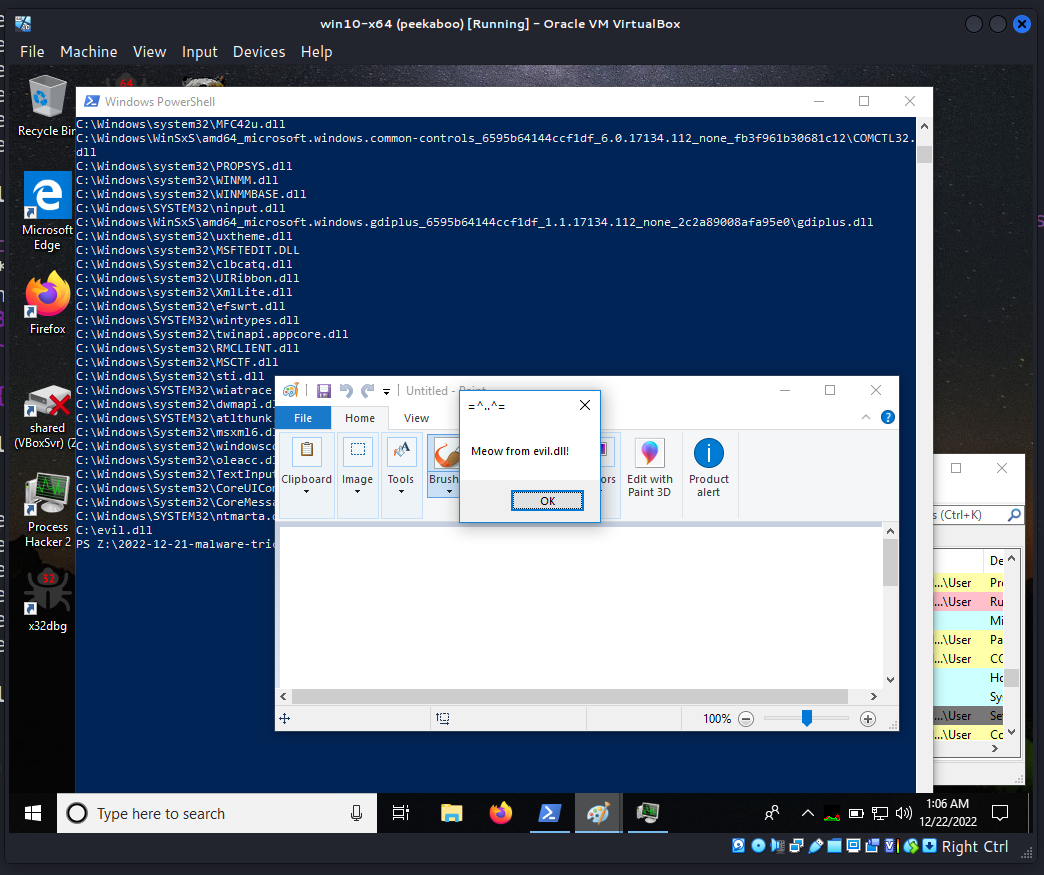 win10-x64 (peekaboo) [Running] - Oracle VM VirtualBox
File Machine View Input Devices Help
Recycle Bin
Microsoft
Edge
Firefox
shared
(VBoxSvr) (Z
Process
Hacker 2
32
x32dbg
64
Windows PowerShell
C:\Windows\system32\MFC42u.dll
C:\Windows\WinSxS\amd64_microsoft.windows.common-controls_6595b64144ccf1df_6.0.17134.112_none_fb3f961b30681c12\COMCTL32.
dll
C:\Windows\system32\PROPSYS.dll
C:\Windows\system32\WINMM.dll
C:\Windows\system32\WINMMBASE.dll
C:\Windows\SYSTEM32\ninput.dll
C:\Windows\WinSxS\amd64_microsoft.windows.gdiplus_6595b64144ccf1df_1.1.17134.112_none_2c2a89008afa95e0\gdiplus.dll
C:\Windows\system32\uxtheme.dll
C:\Windows\system32\MSFTEDIT.DLL
C:\Windows\System32\clbcatq.dll
C:\Windows\System32\UIRibbon.dll
C:\Windows\System32\XmlLite.dll
C:\Windows\System32\efswrt.dll
C:\Windows\SYSTEM32\wintypes.dll
C:\Windows\System32\twinapi.appcore.dll
C:\Windows\System32\RMCLIENT.dll
C:\Windows\System32\MSCTF.dll
C:\Windows\System32\sti.dll
C:\Windows\SYSTEM32\wiatrace
C:\Windows\system32\dwmapi.d
C:\Windows\SYSTEM32\atlthunk
C:\Windows\System32\msxml6.d
C:\Windows\system32\windowsco
C:\Windows\System32\oleacc.d
C:\Windows\System32\TextInput
C:\Windows\System32\CoreUICom
C:\Windows\System32\CoreMessa
C:\Windows\SYSTEM32\ntmarta.d
C:\evil.dll
PS Z:\2022-12-21-malware-tric
Untitled - Paint
File Home View
Clipboard Image Tools Brush ors Edit with
Paint 3D
Product
alert
=^..^=
Meow from evil.dll!
OK
100%
s (Ctrl+K)
De
...\User Pro
...\User Ru
Mi
...\User Pa
...\User CC
Ho
Sy
...\User Se
...\User Co
Type here to search
1:06 AM
12/22/2022
Right Ctrl